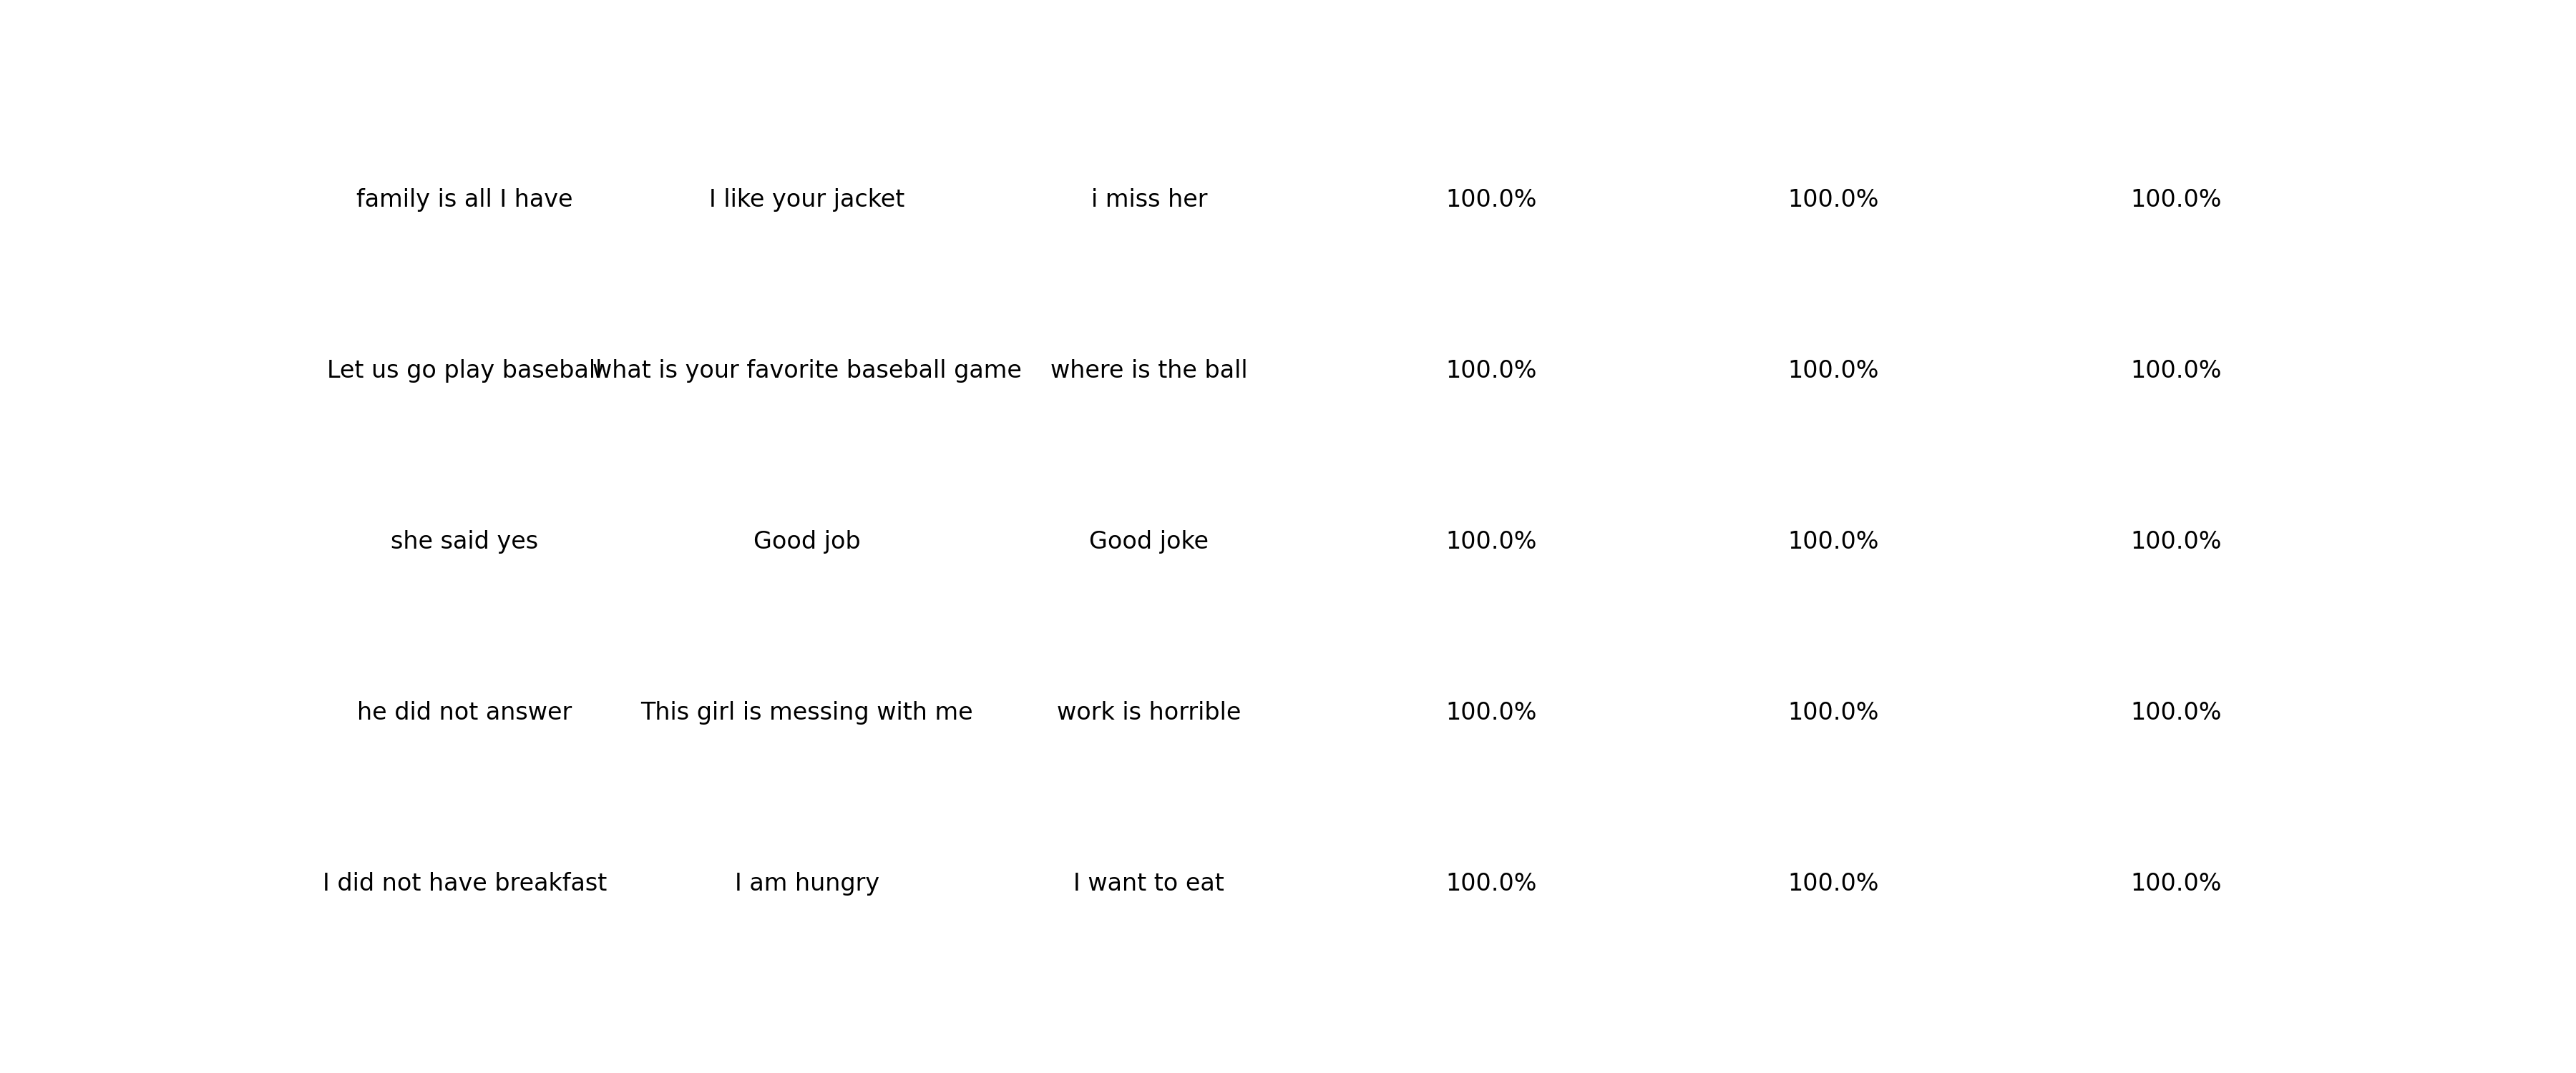 family is all I have I like your jacket i miss her 100.0% 100.0% 100.0%
Let us go play baseball what is your favorite baseball game where is the ball 100.0% 100.0% 100.0%
she said yes Good job Good joke 100.0% 100.0% 100.0%
he did not answer This girl is messing with me work is horrible 100.0% 100.0% 100.0%
I did not have breakfast I am hungry I want to eat 100.0% 100.0% 100.0%